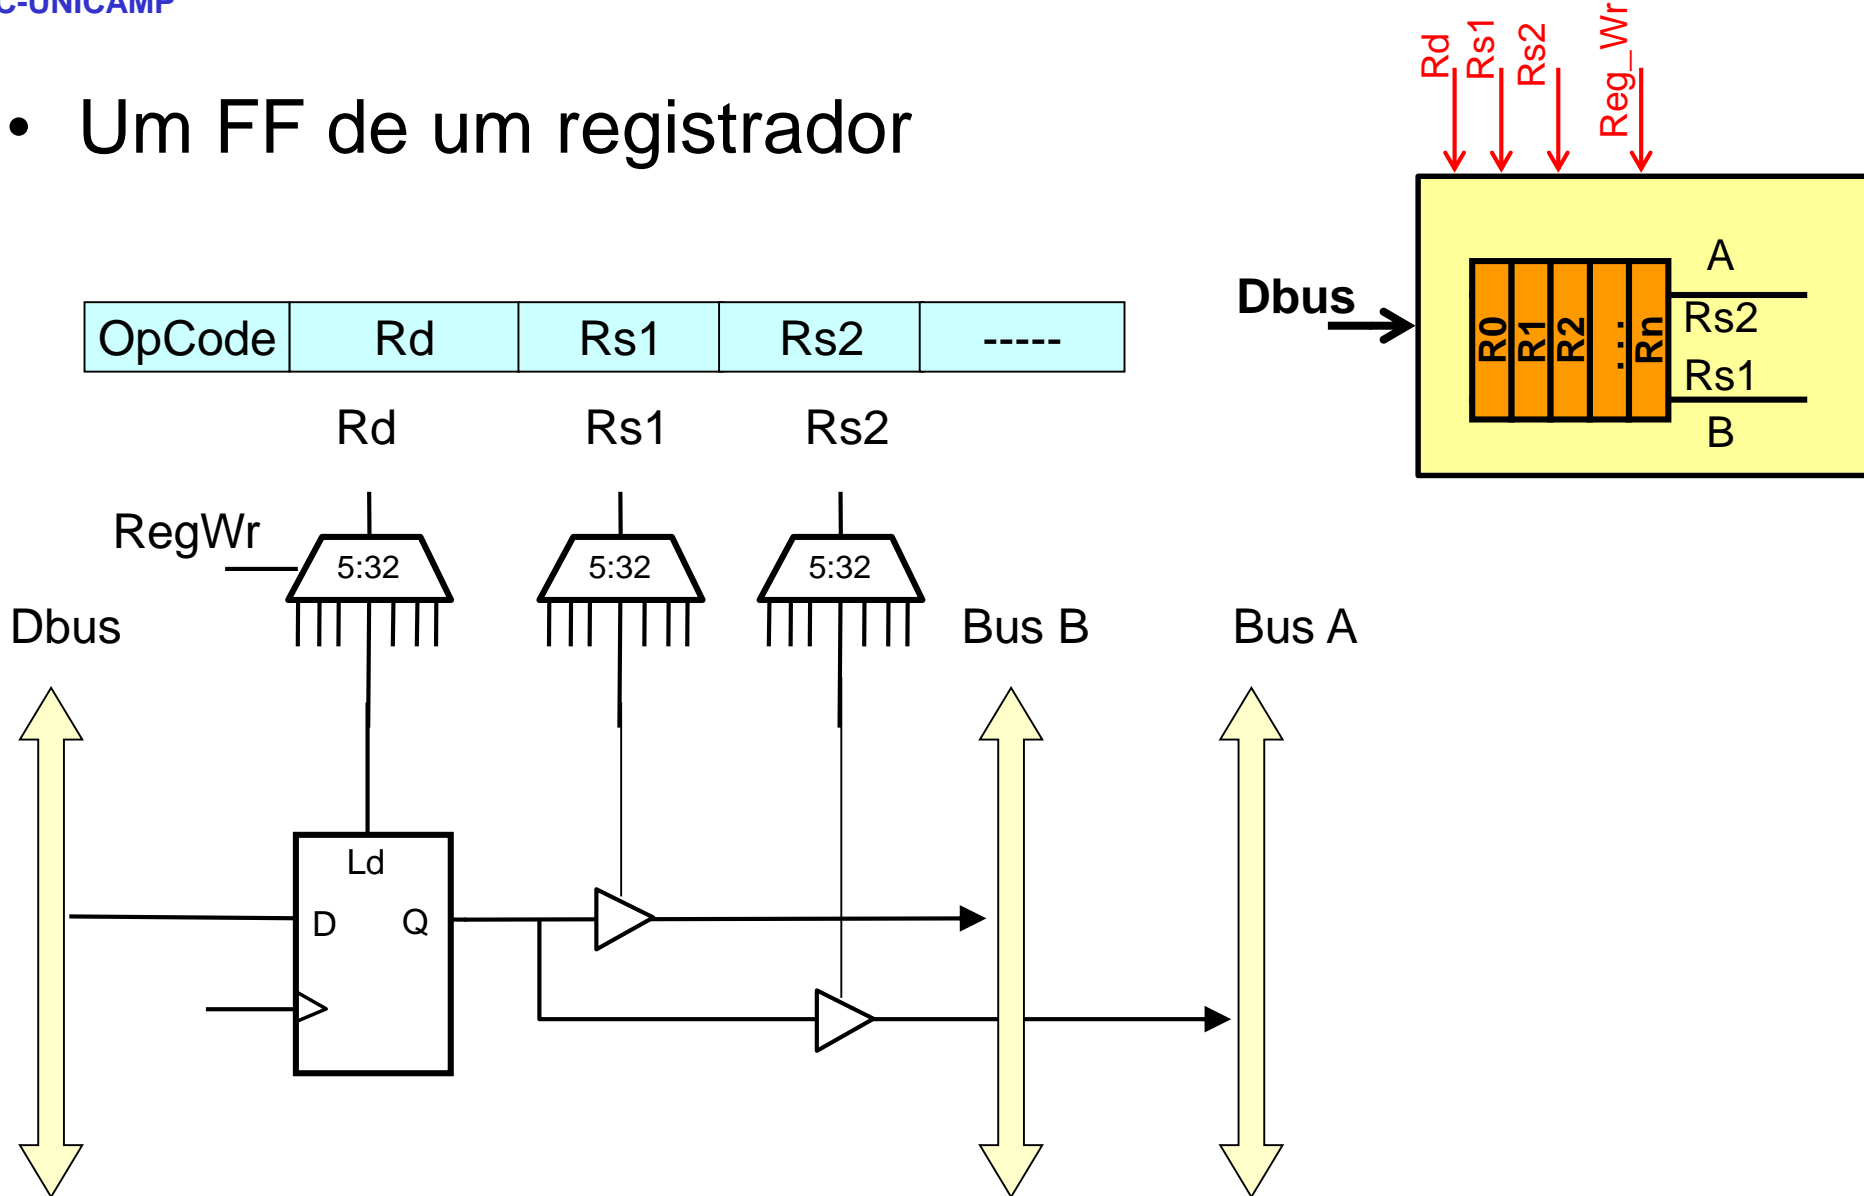 C-UNICAMP
• Um FF de um registrador
Rd
Rs1
Rs2
Reg_Wr
Dbus
R0
R1
R2
...
Rn
A
Rs2
Rs1
B
OpCode Rd Rs1 Rs2 -----
Rd Rs1 Rs2
RegWr
5:32 5:32 5:32
Dbus Bus B Bus A
Ld
D Q